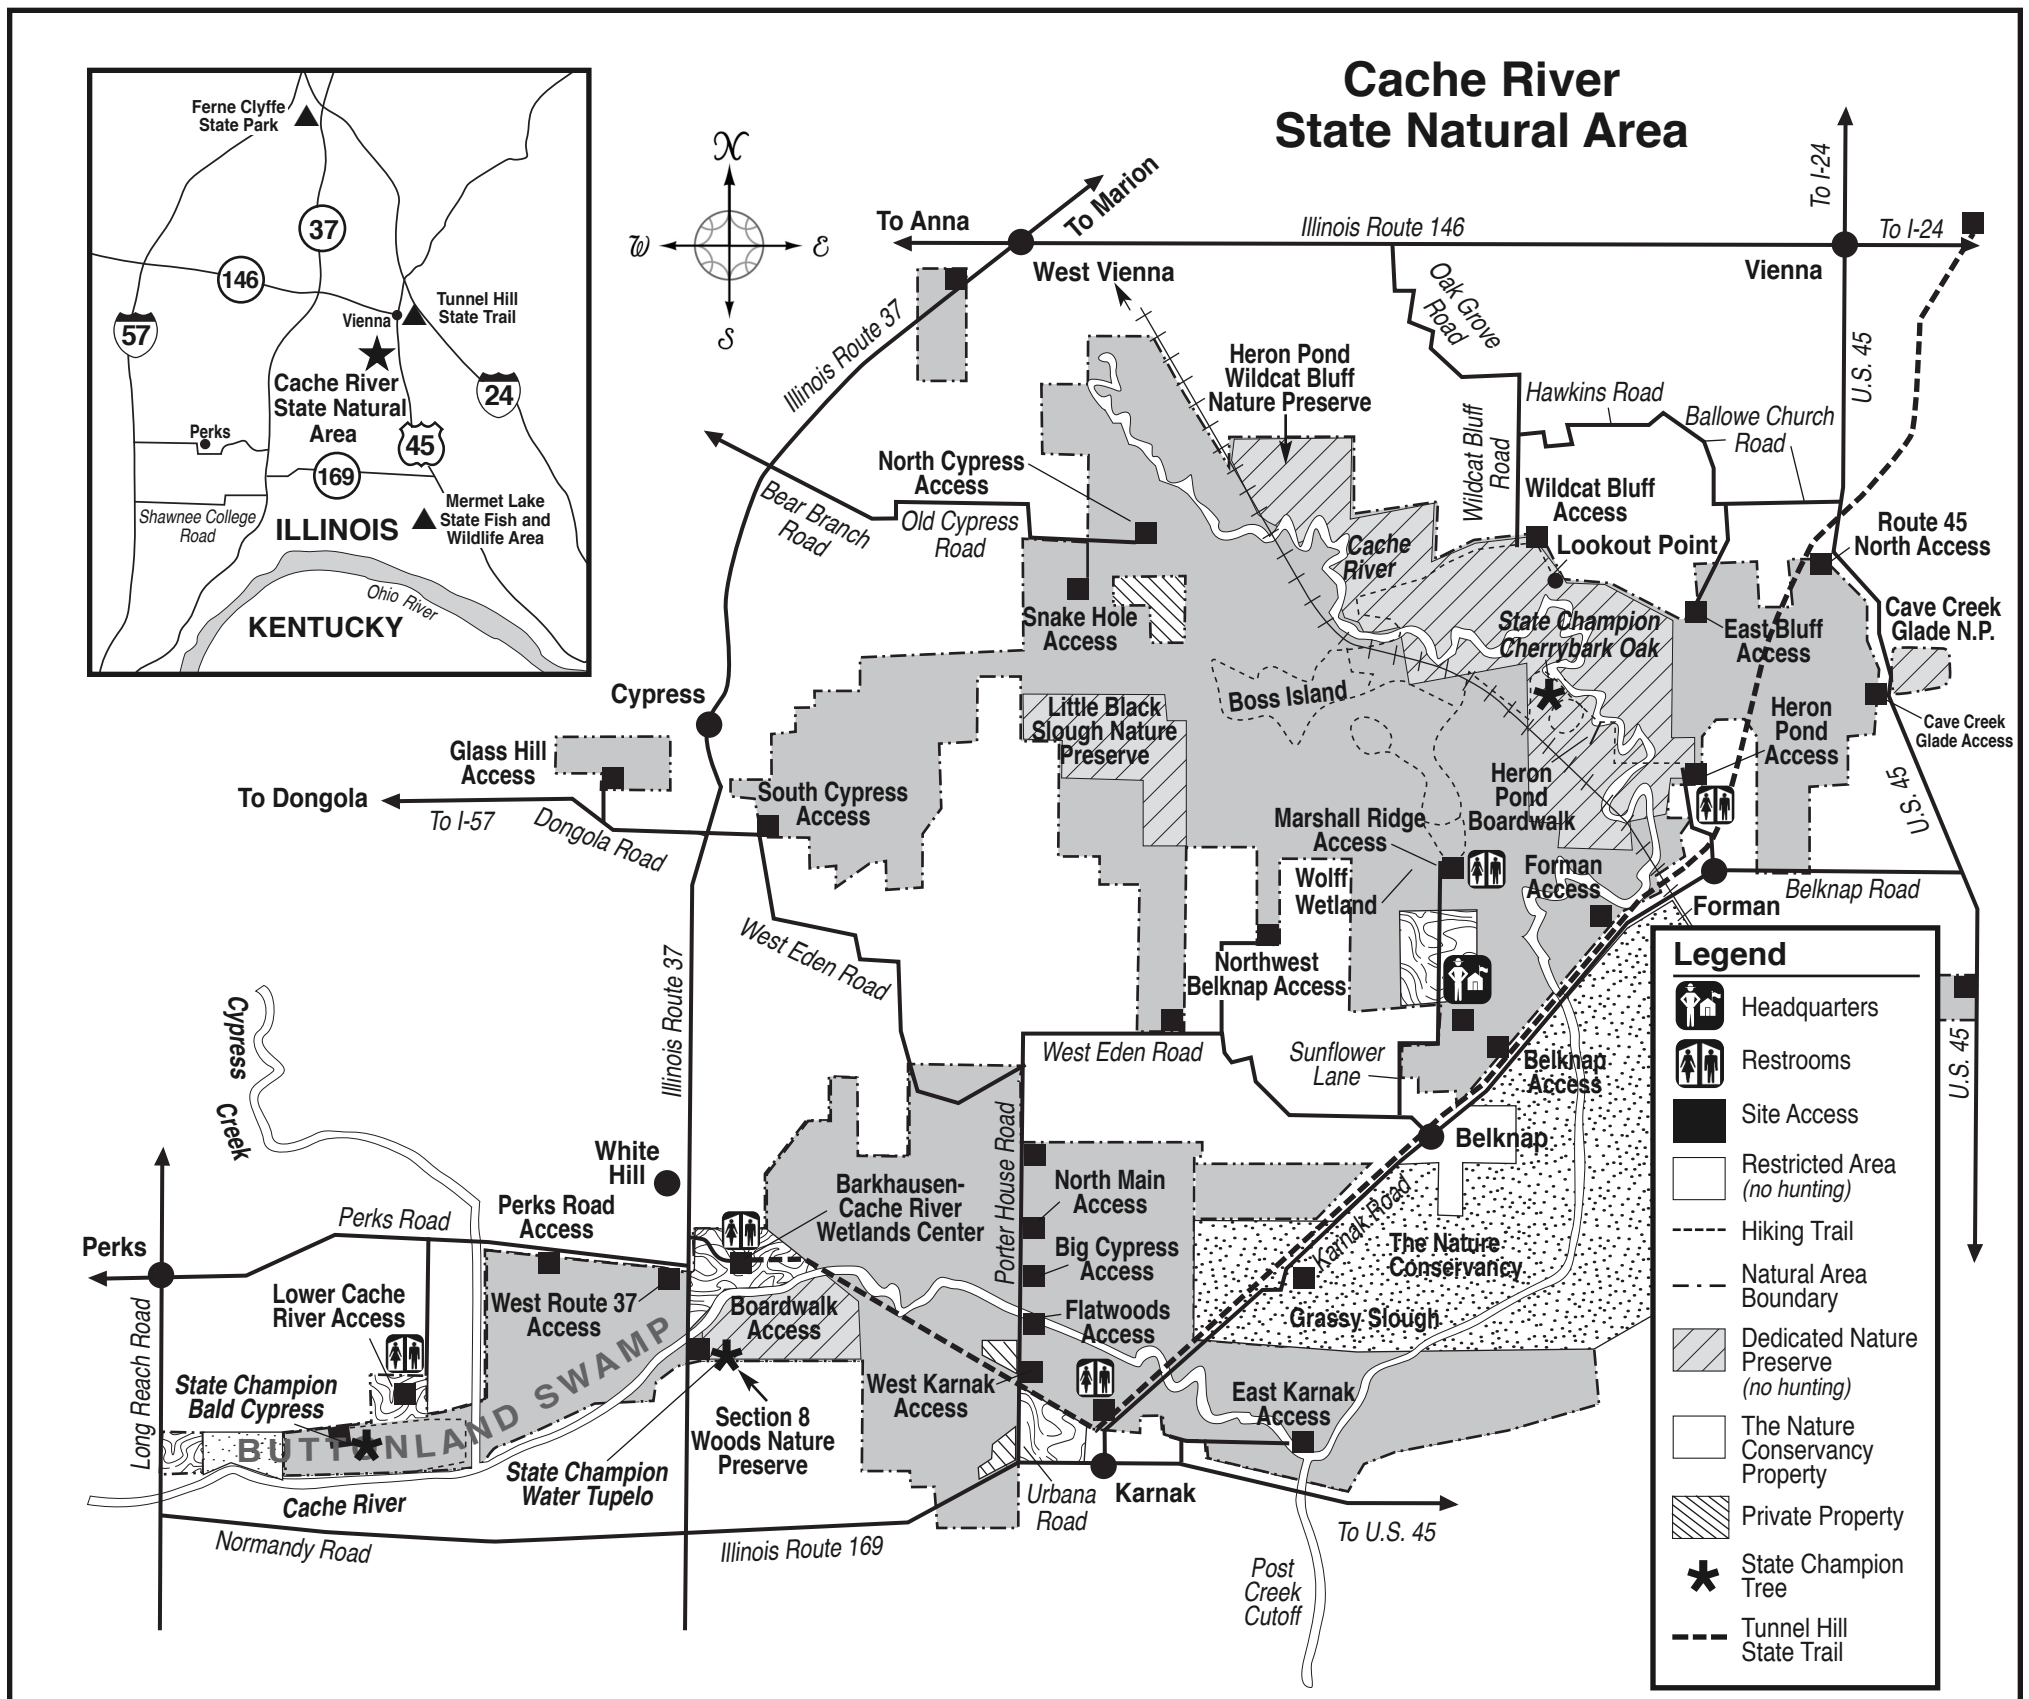 Cache River
State Natural Area
Ferne Clyffe
State Park
37
146
57
Vienna
Tunnel Hill
State Trail
Cache River
State Natural
Area
24
Perks
45
169
Shawnee College
Road
Mermet Lake
State Fish and
Wildlife Area
ILLINOIS
Ohio River
KENTUCKY
N
W
E
S
To Anna
To Marion
West Vienna
Illinois Route 146
To I-24
To I-24
Vienna
Illinois Route 37
Oak Grove
Road
U.S. 45
Heron Pond
Wildcat Bluff
Nature Preserve
Hawkins Road
Ballowe Church
Road
Wildcat Bluff
Road
North Cypress
Access
Bear Branch
Road
Old Cypress
Road
Wildcat Bluff
Access
Lookout Point
Route 45
North Access
Cache
River
Snake Hole
Access
State Champion
Cherrybark Oak
East Bluff
Access
Cave Creek
Glade N.P.
Cypress
Boss Island
Little Black
Slough Nature
Preserve
Heron
Pond
Access
Cave Creek
Glade Access
Glass Hill
Access
To Dongola
To I-57
Dongola Road
South Cypress
Access
Heron
Pond
Boardwalk
U.S. 45
Marshall Ridge
Access
Wolff
Wetland
Forman
Access
Belknap Road
Forman
West Eden Road
Illinois Route 37
Northwest
Belknap Access
Cypress
Creek
West Eden Road
Sunflower
Lane
Belknap
Access
U.S. 45
Belknap
White
Hill
Porter House Road
Barkhausen-
Cache River
Wetlands Center
North Main
Access
Perks Road
Perks Road
Access
Karnak Road
The Nature
Conservancy
Big Cypress
Access
Perks
Lower Cache
River Access
West Route 37
Access
Boardwalk
Access
Flatwoods
Access
Grassy Slough
Long Reach Road
State Champion
Bald Cypress
BUTTONLAND SWAMP
West Karnak
Access
East Karnak
Access
Section 8
Woods Nature
Preserve
State Champion
Water Tupelo
Cache River
Urbana
Road
Karnak
Normandy Road
Illinois Route 169
To U.S. 45
Post
Creek
Cutoff
Legend
Headquarters
Restrooms
Site Access
Restricted Area
(no hunting)
Hiking Trail
Natural Area
Boundary
Dedicated Nature
Preserve
(no hunting)
The Nature
Conservancy
Property
Private Property
State Champion
Tree
Tunnel Hill
State Trail